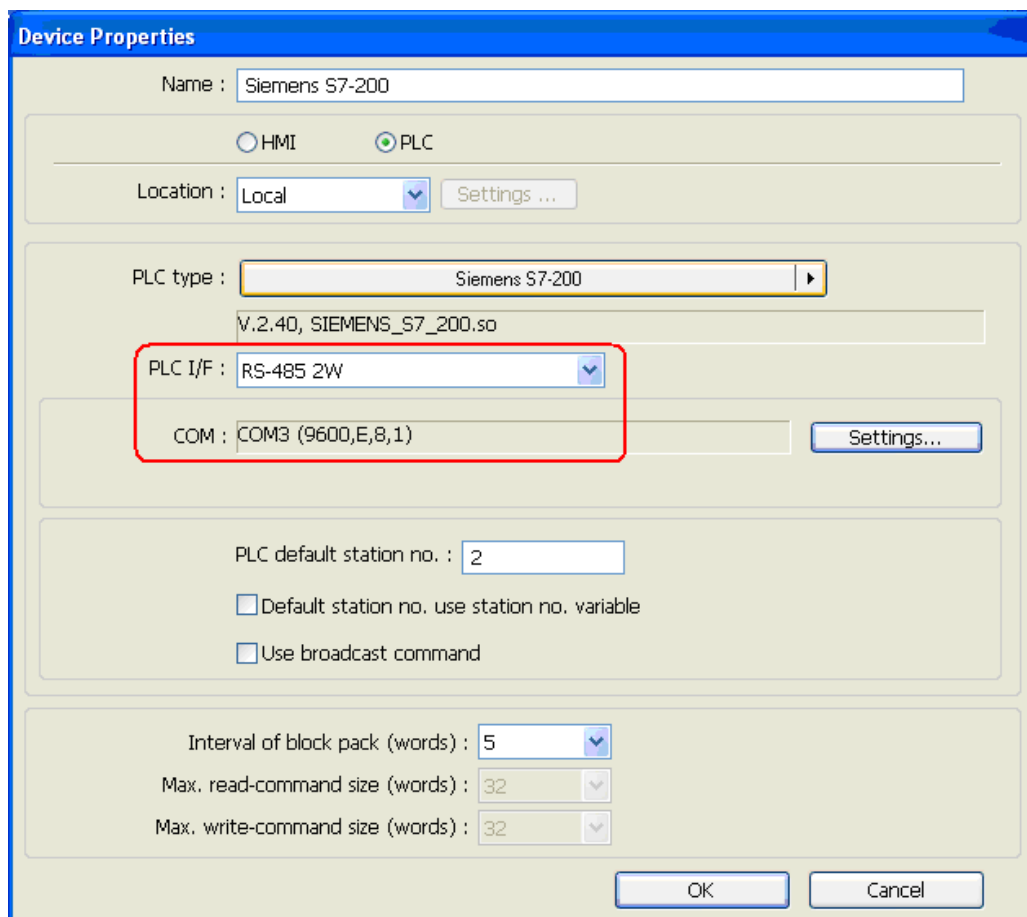 Device Properties
Name : Siemens S7-200
HMI PLC
Location : Local Settings ...
PLC type : Siemens S7-200
V.2.40, SIEMENS_S7_200.so
PLC I/F : RS-485 2W
COM : COM3 (9600,E,8,1) Settings...
PLC default station no. : 2
Default station no. use station no. variable
Use broadcast command
Interval of block pack (words) : 5
Max. read-command size (words) : 32
Max. write-command size (words) : 32
OK Cancel